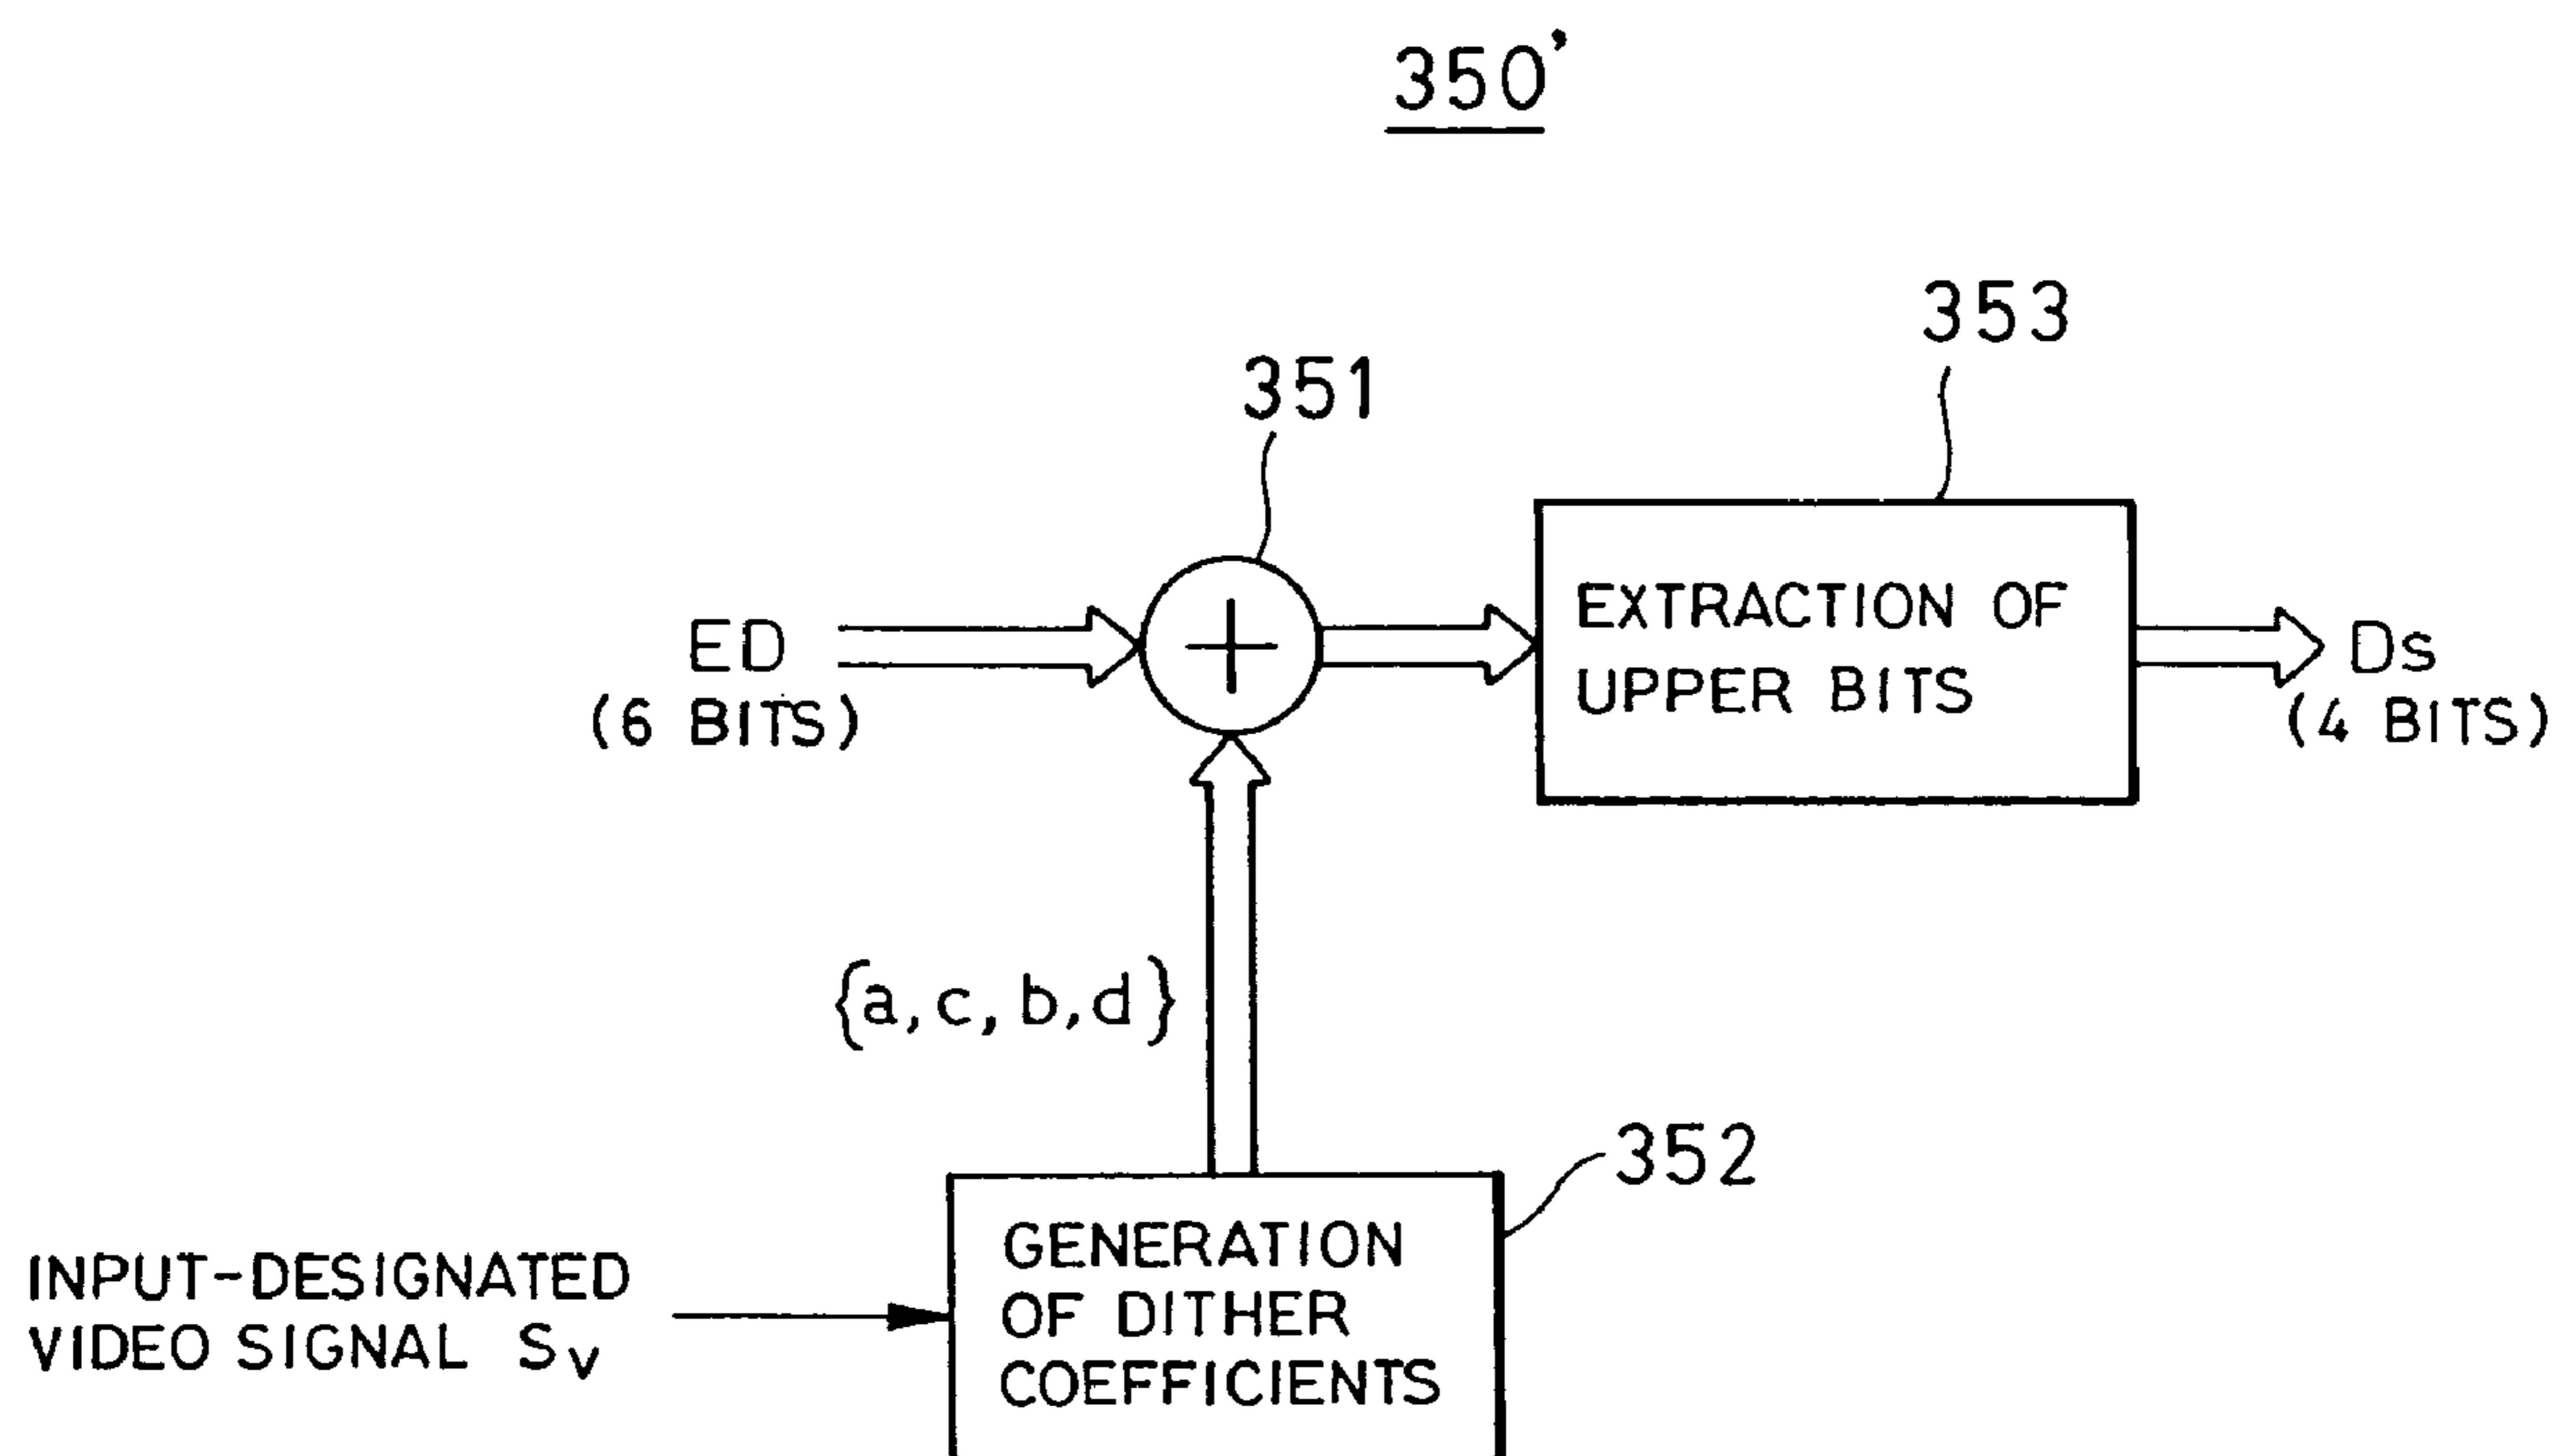 350'
353
351
ED
(6 BITS)
+
EXTRACTION OF
UPPER BITS
Ds
(4 BITS)
{a, c, b, d}
352
INPUT-DESIGNATED
VIDEO SIGNAL Sv
GENERATION
OF DITHER
COEFFICIENTS